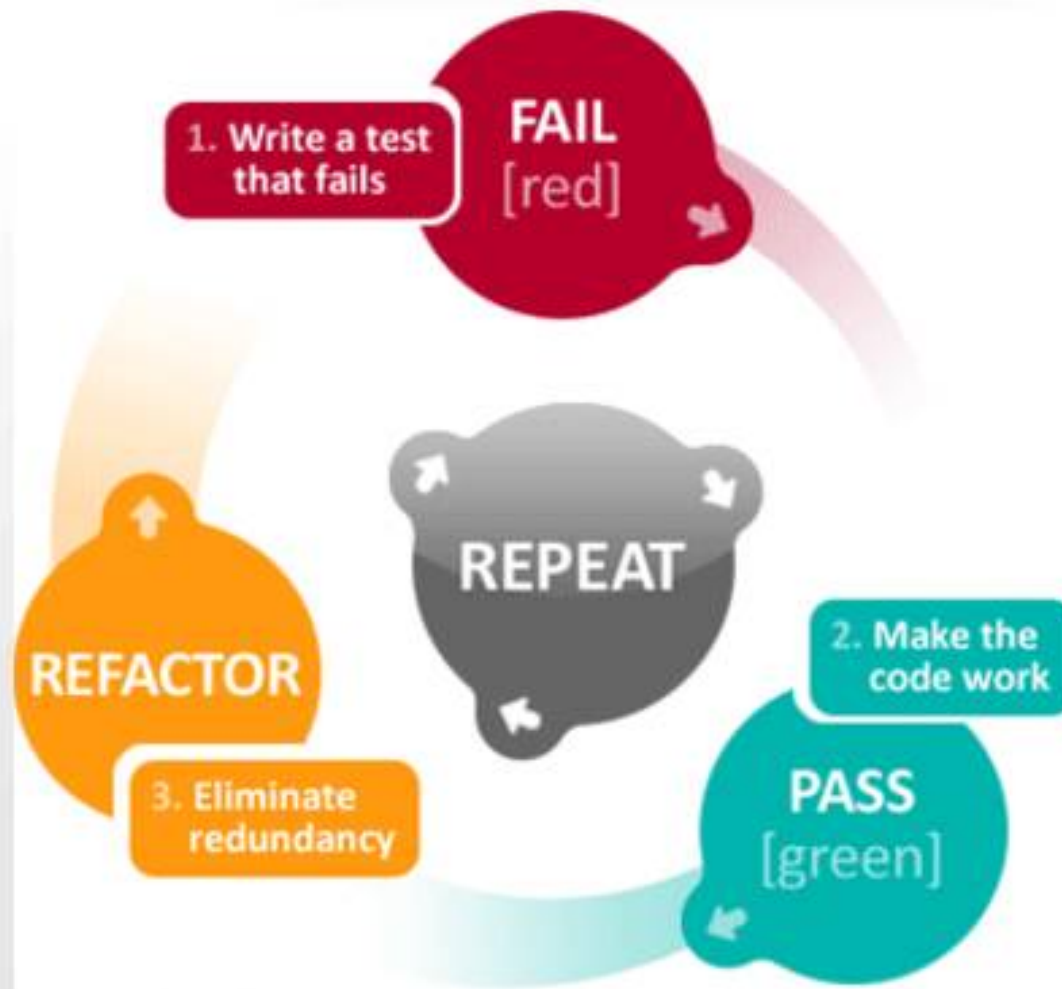 1. Write a test
that fails
FAIL
[red]
REPEAT
2. Make the
code work
PASS
[green]
REFACTOR
3. Eliminate
redundancy